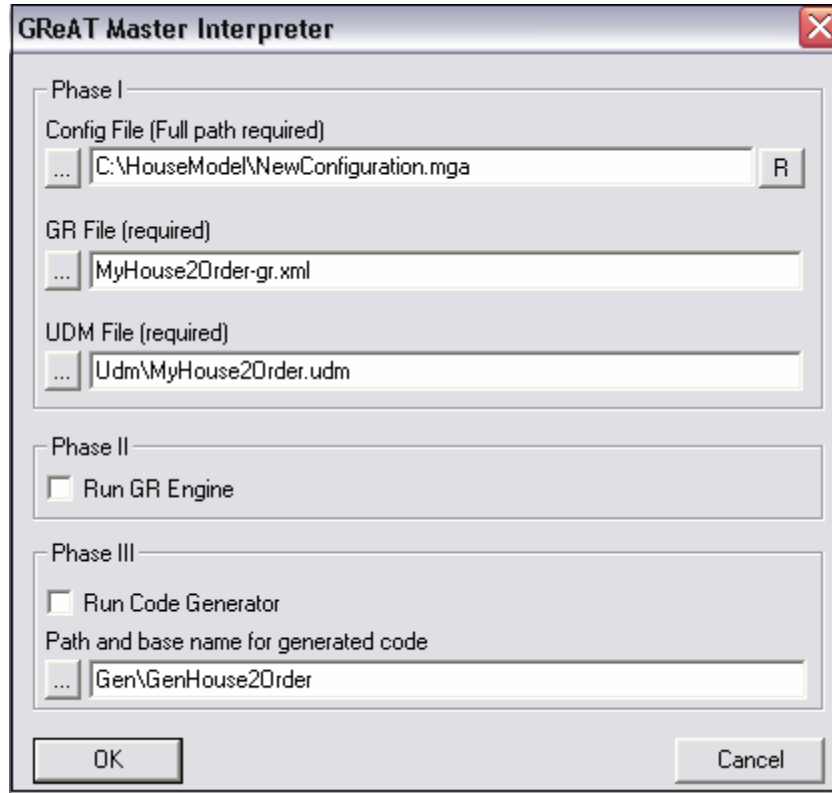 GReAT Master Interpreter
Phase I
Config File (Full path required)
... C:\HouseModel\NewConfiguration.mga R
GR File (required)
... MyHouse2Order-gr.xml
UDM File (required)
... Udm\MyHouse2Order.udm
Phase II
Run GR Engine
Phase III
Run Code Generator
Path and base name for generated code
... Gen\GenHouse2Order
OK Cancel